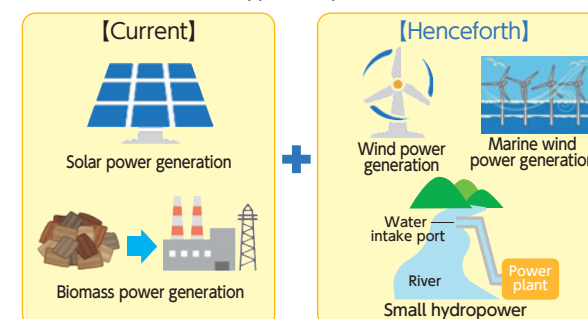 【Current】
Solar power generation
Biomass power generation
【Henceforth】
Wind power
generation
Marine wind
power generation
Water
intake port
River
Power
plant
Small hydropower